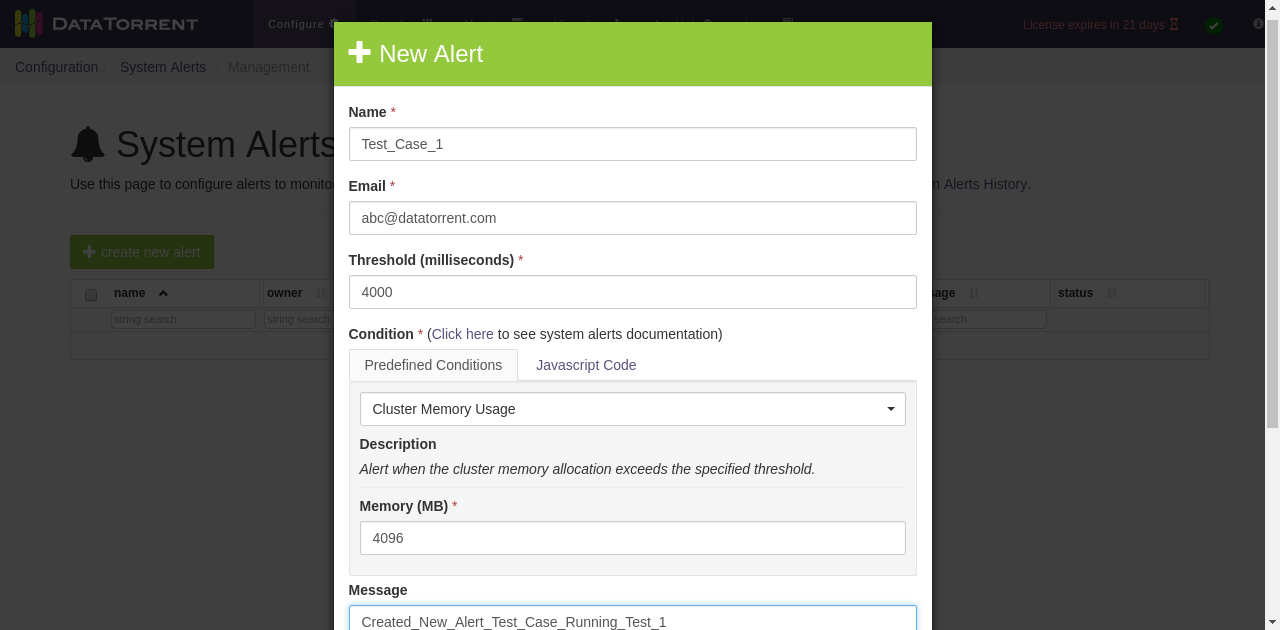 DATATORRENT
Configure
License expires in 21 days
Configuration / System Alerts / Management
New Alert
System Alerts
Use this page to configure alerts to monitor
Alerts History.
create new alert
name owner sage status
string search string search search
Name *
Test_Case_1
Email *
abc@datatorrent.com
Threshold (milliseconds) *
4000
Condition * (Click here to see system alerts documentation)
Predefined Conditions Javascript Code
Cluster Memory Usage
Description
Alert when the cluster memory allocation exceeds the specified threshold.
Memory (MB) *
4096
Message
Created_New_Alert_Test_Case_Running_Test_1